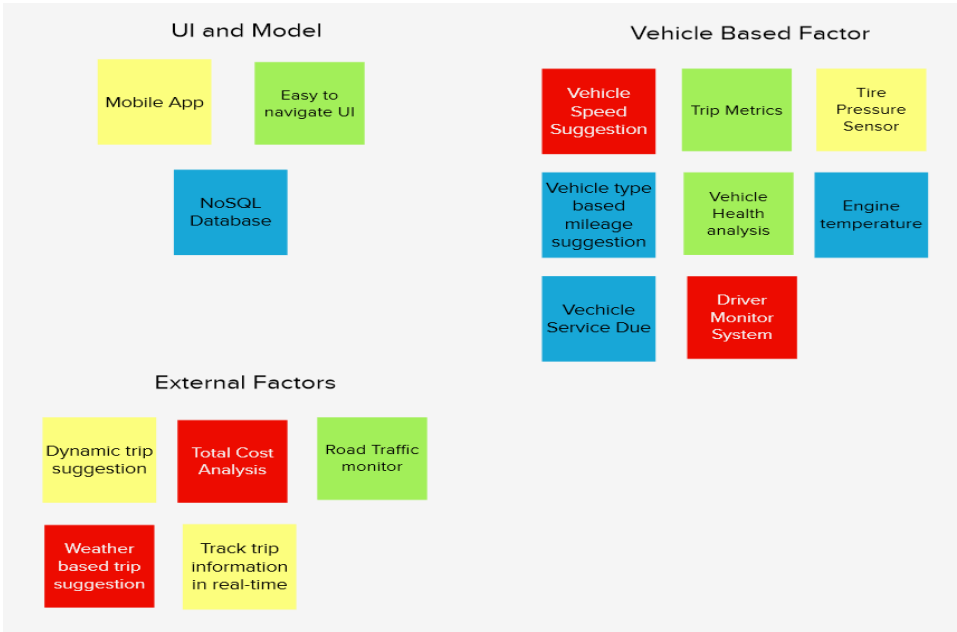 UI and Model
Mobile App
Easy to
navigate UI
NoSQL
Database
Vehicle Based Factor
Vehicle
Speed
Suggestion
Trip Metrics
Tire
Pressure
Sensor
Vehicle type
based
mileage
suggestion
Vehicle
Health
analysis
Engine
temperature
Vechicle
Service Due
Driver
Monitor
System
External Factors
Dynamic trip
suggestion
Total Cost
Analysis
Road Traffic
monitor
Weather
based trip
suggestion
Track trip
information
in real-time